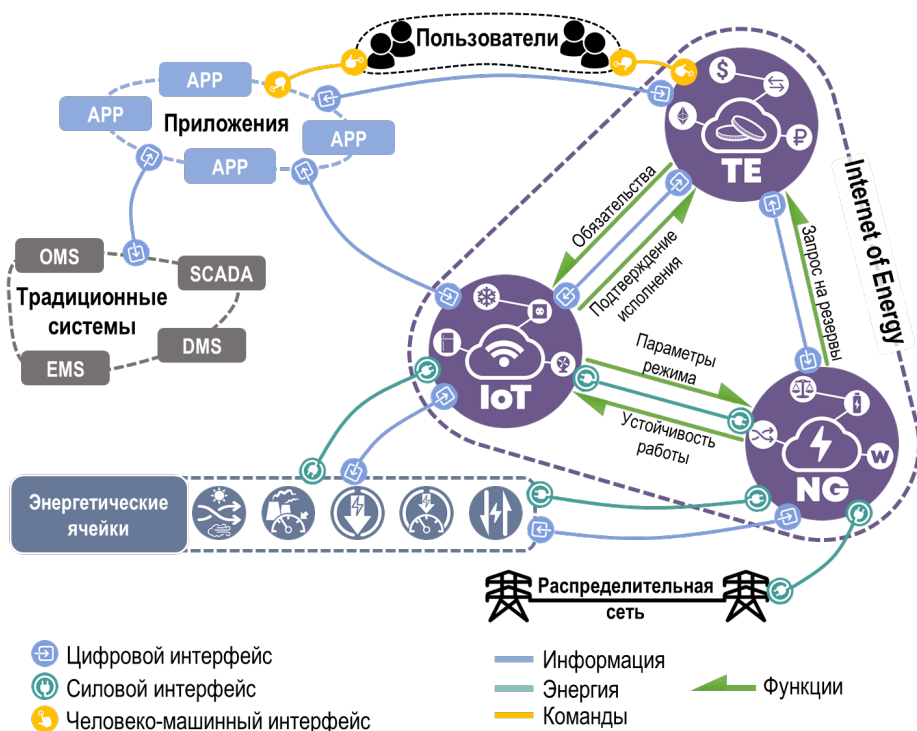 Пользователи
APP
APP
Приложения
APP
APP
$
₽
TE
Internet of Energy
Обязательства
Подтверждение
исполнения
Запрос на резервы
OMS
SCADA
Традиционные
системы
DMS
EMS
IoT
Параметры
режима
Устойчивость
работы
W
NG
Энергетические
ячейки
Распределительная
сеть
Цифровой интерфейс
Силовой интерфейс
Человеко-машинный интерфейс
Информация
Энергия
Команды
Функции